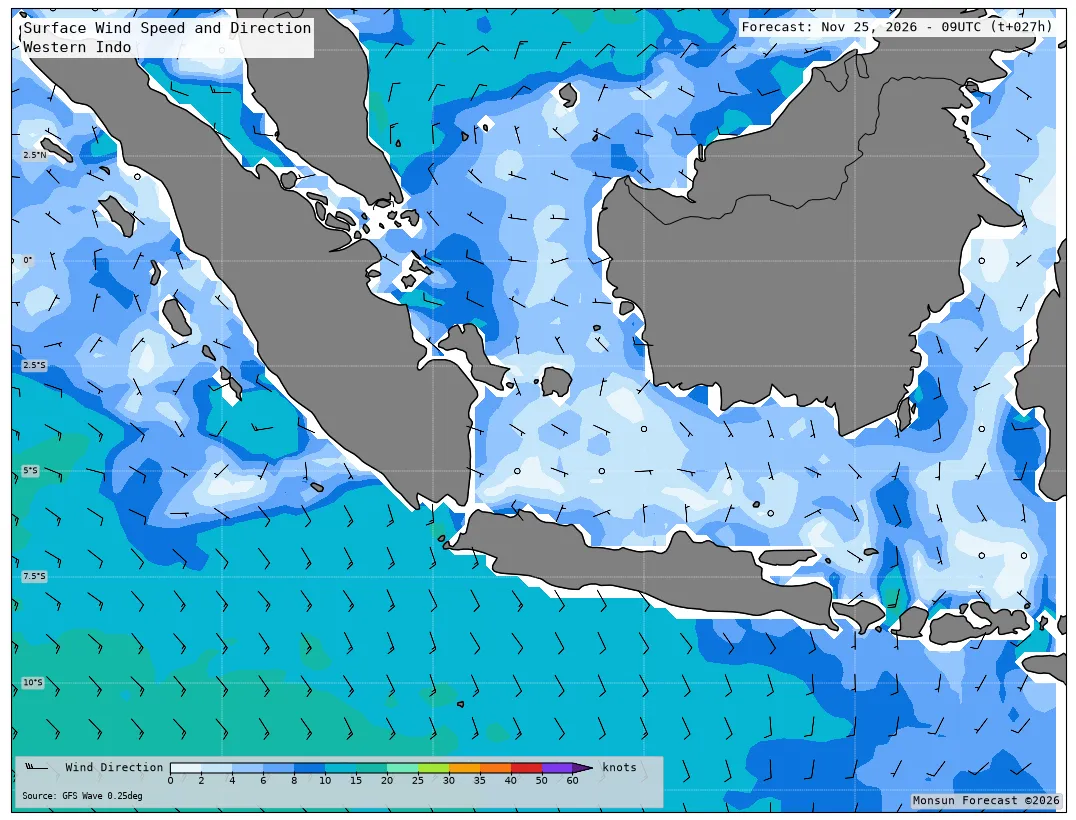 Surface Wind Speed and Direction
Western Indo
Forecast: Nov 25, 2026 - 09UTC (t+027h)
2.5°N
0°
2.5°S
5°S
7.5°S
10°S
Wind Direction
0 2 4 6 8 10 15 20 25 30 35 40 50 60 knots
Source: GFS Wave 0.25deg
Monsun Forecast ©2026